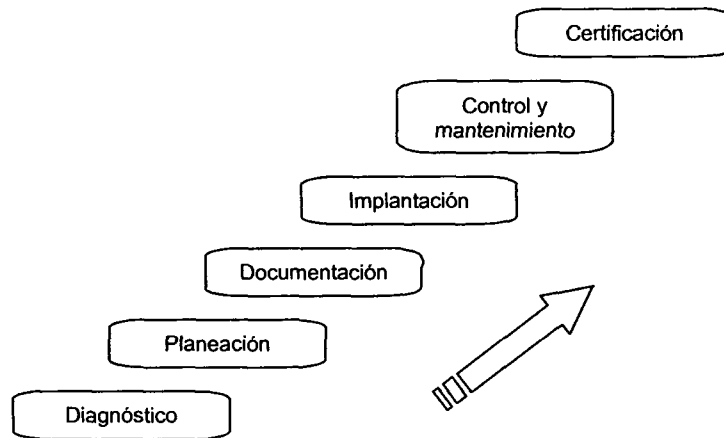 Certificación
Control y
mantenimiento
Implantación
Documentación
Planeación
Diagnóstico